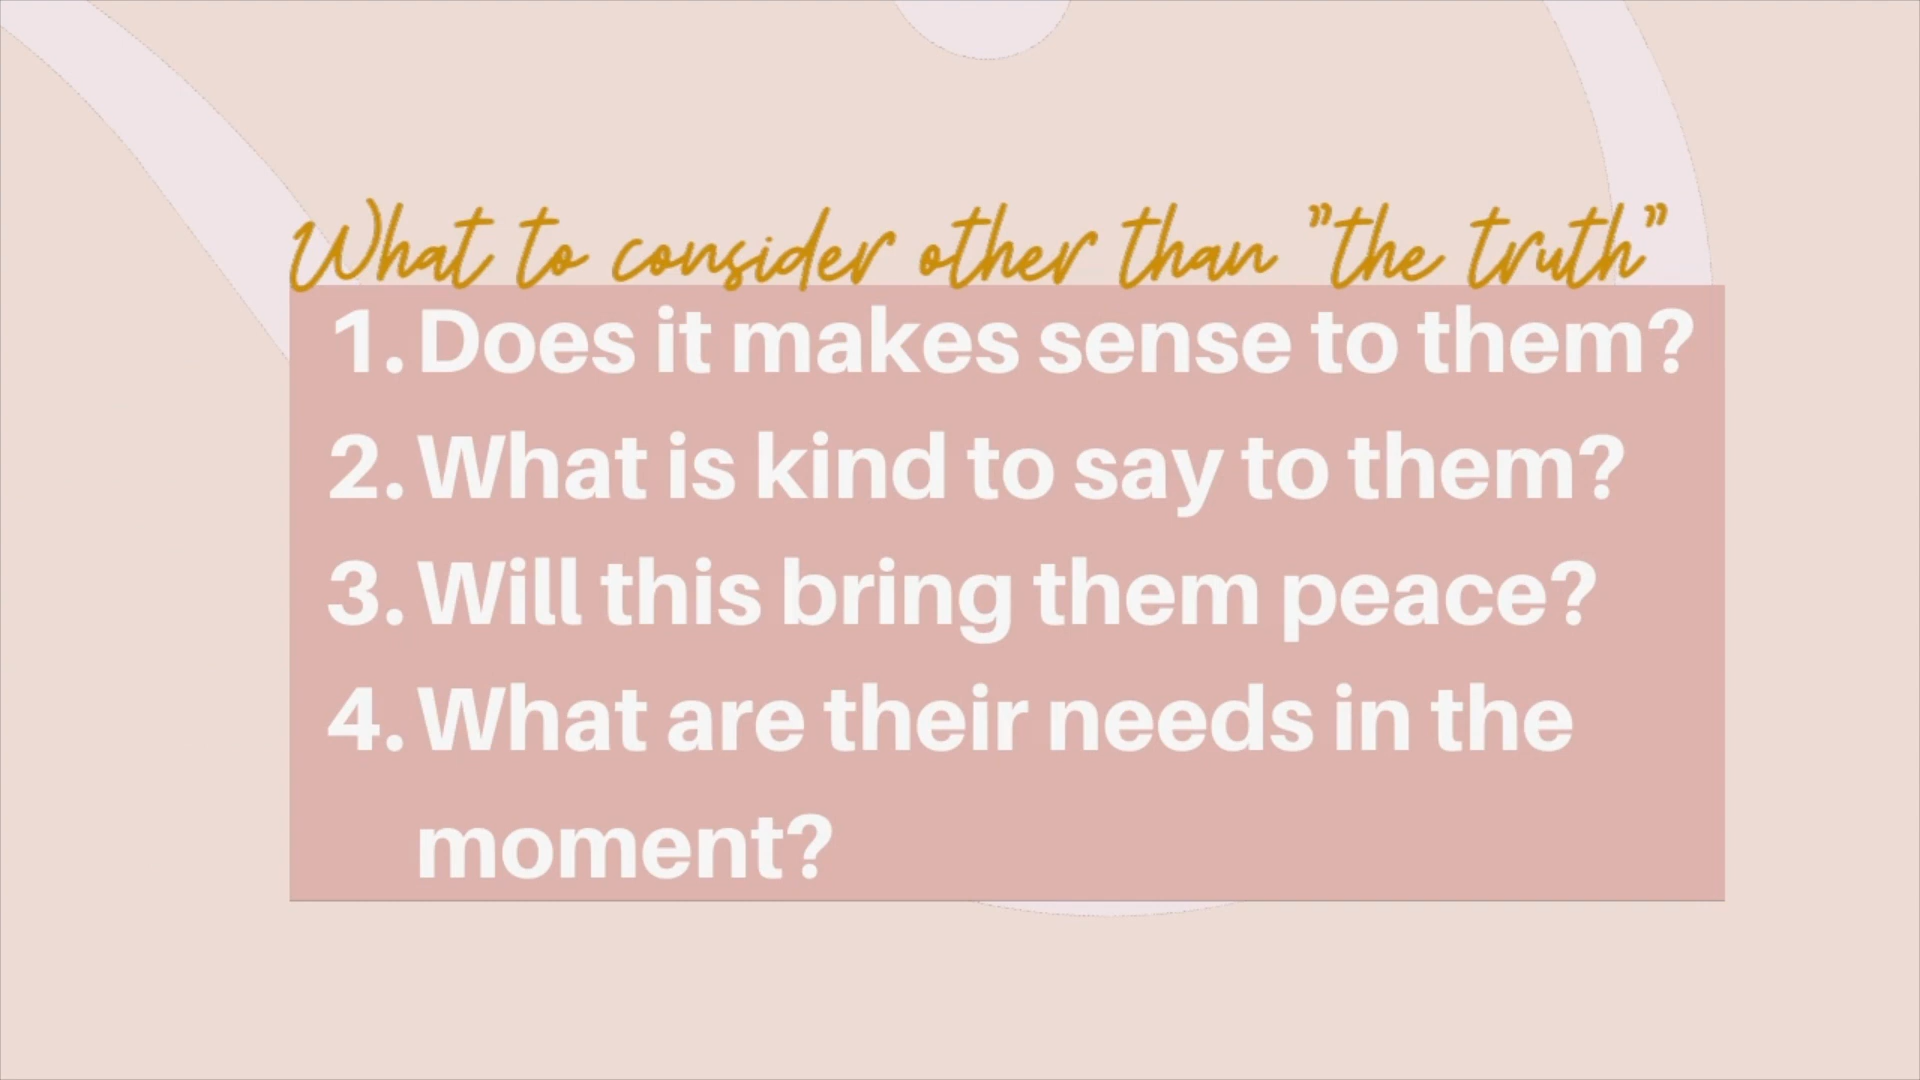 What to consider other than "the truth"
1. Does it makes sense to them?
2. What is kind to say to them?
3. Will this bring them peace?
4. What are their needs in the
moment?